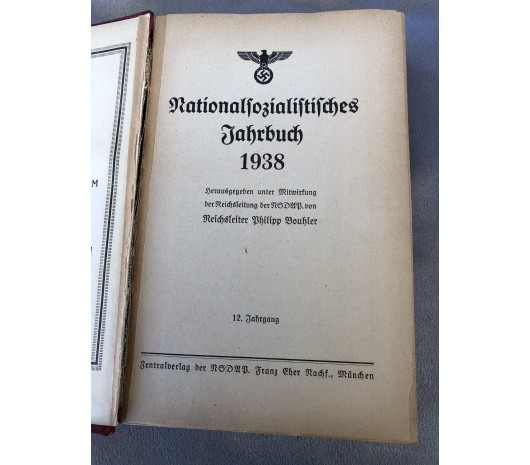 Nationalsozialistisches
Jahrbuch
1938
Herausgegeben unter Mitwirkung
der Reichsleitung der NSDAP. von
Reichsleiter Philipp Bouhler
12. Jahrgang
Zentralverlag der NSDAP. Franz Eher Nachf., München